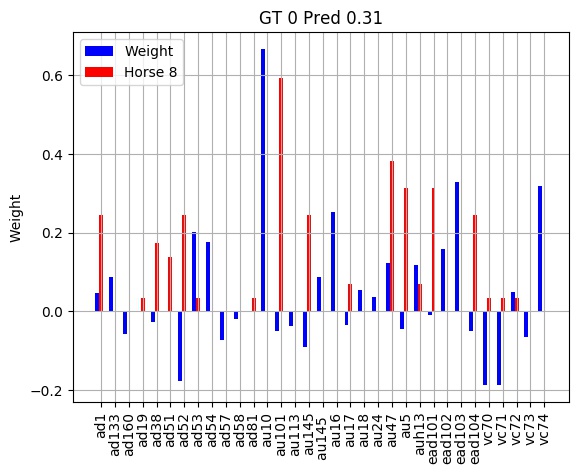 GT 0 Pred 0.31
Weight
Horse 8
Weight
0.6
0.4
0.2
0.0
−0.2
ad1
ad133
ad160
ad19
ad38
ad51
ad52
ad53
ad54
ad57
ad58
ad81
au10
au101
au113
au145
au145
au16
au17
au18
au24
au47
au5
auh13
ead101
ead102
ead103
ead104
vc70
vc71
vc72
vc73
vc74